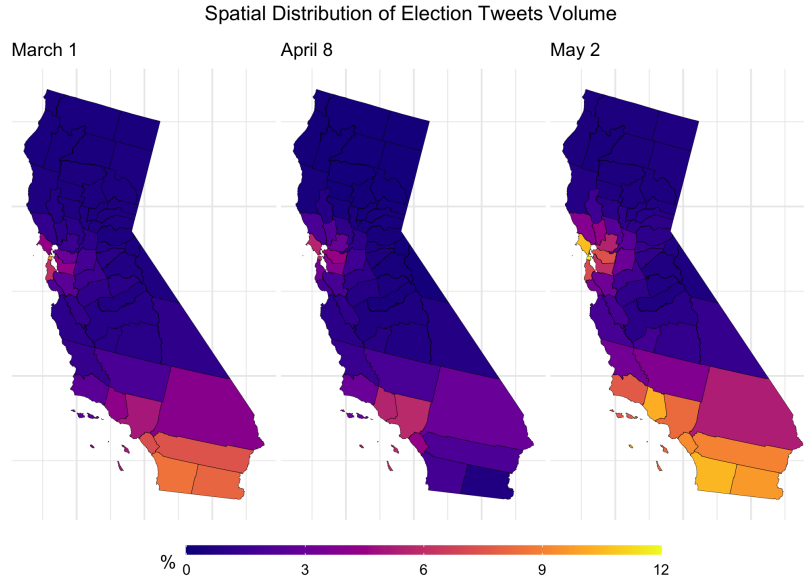 Spatial Distribution of Election Tweets Volume
March 1
April 8
May 2
% 0 3 6 9 12